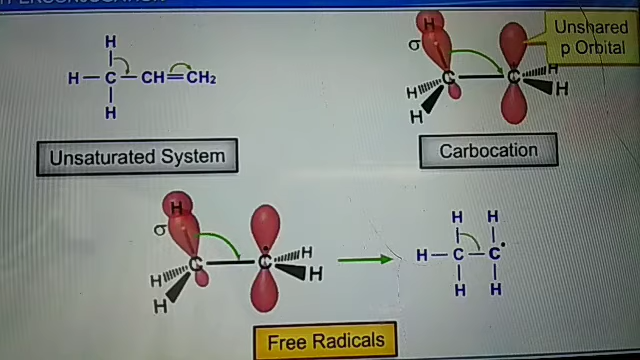 H
H–C–CH=CH₂
H
Unsaturated System
H
σ
C
C
H
H
H
H
Unshared
p Orbital
Carbocation
H
σ
C
C
H
H
H
H
H H
H–C–C•
H H
Free Radicals